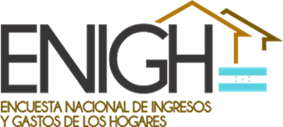 ENIGH
ENCUESTA NACIONAL DE INGRESOS
Y GASTOS DE LOS HOGARES